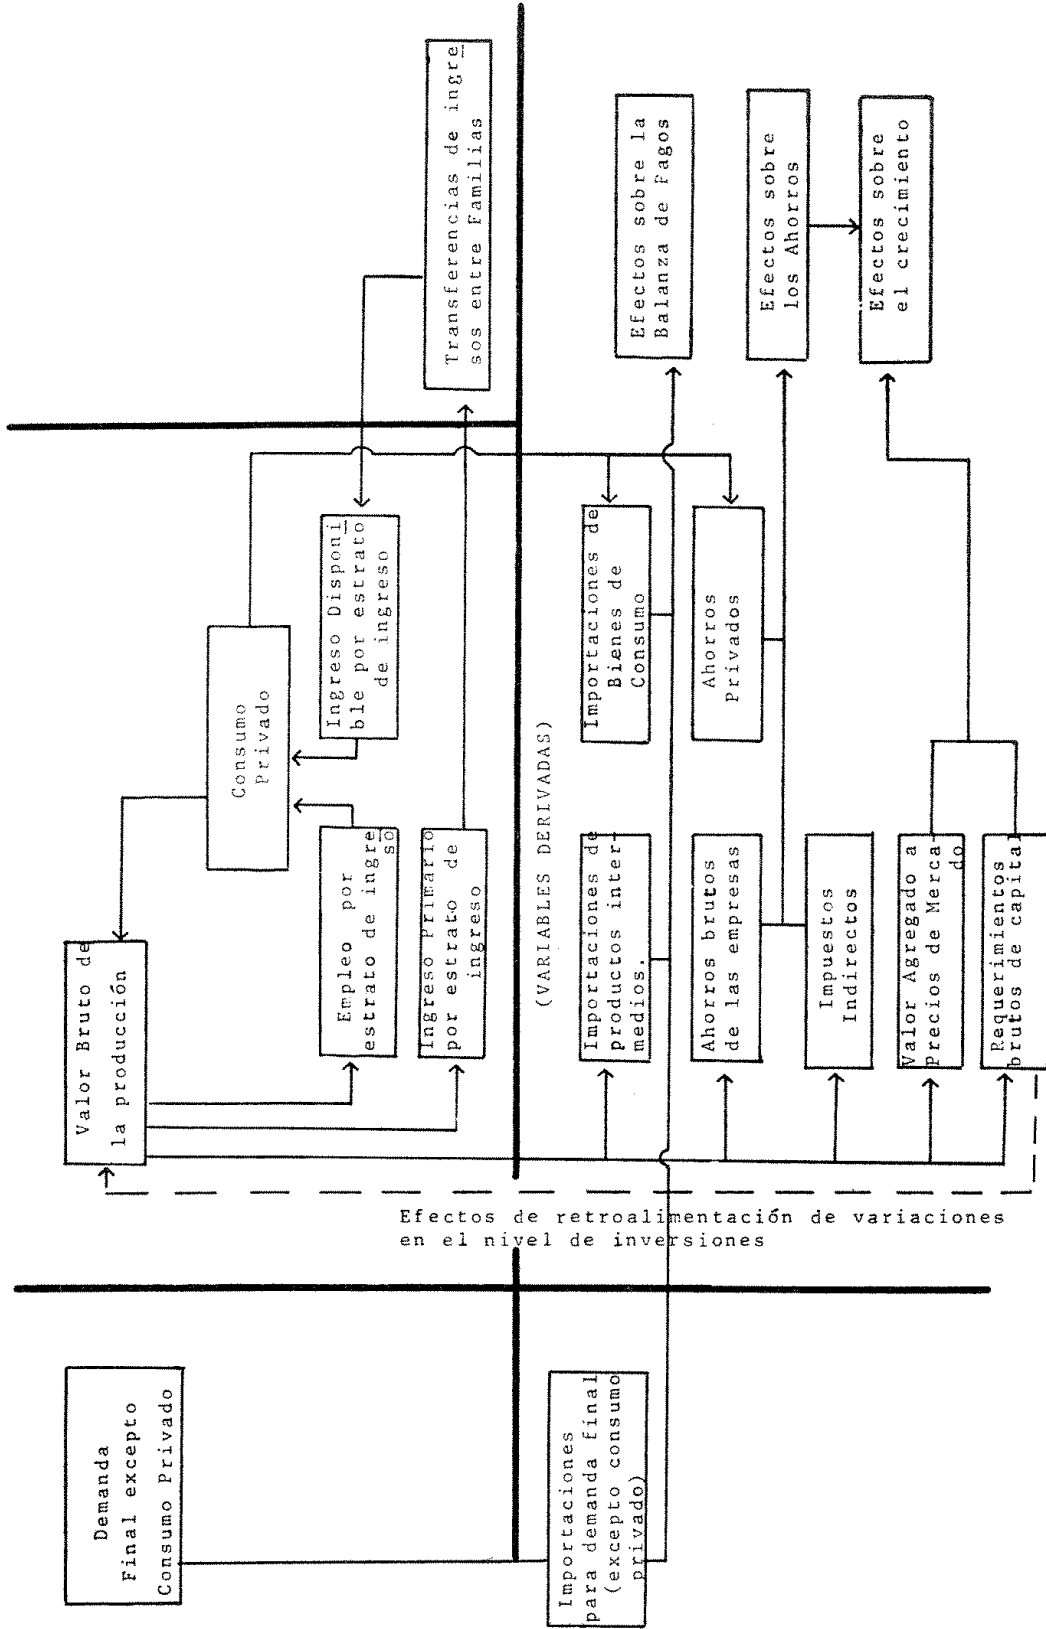 Demanda
Final excepto
Consumo Privado
Valor Bruto de
la producción
Consumo
Privado
Empleo por
estrato de ingre
so
Ingreso Disponi
ble por estrato
de ingreso
Ingreso Primario
por estrato de
ingreso
Transferencias de ingre
sos entre Familias
(VARIABLES DERIVADAS)
Importaciones
para demanda final
(excepto consumo
privado)
Efectos de retroalimentación de variaciones
en el nivel de inversiones
Importaciones de
productos inter-
medios.
Importaciones de
Bienes de
Consumo
Efectos sobre la
Balanza de Fagos
Ahorros brutos
de las empresas
Ahorros
Privados
Efectos sobre
los Ahorros
Impuestos
Indirectos
Valor Agregado a
Precios de Merca-
do
Requerimientos
brutos de capital
Efectos sobre
el crecimiento